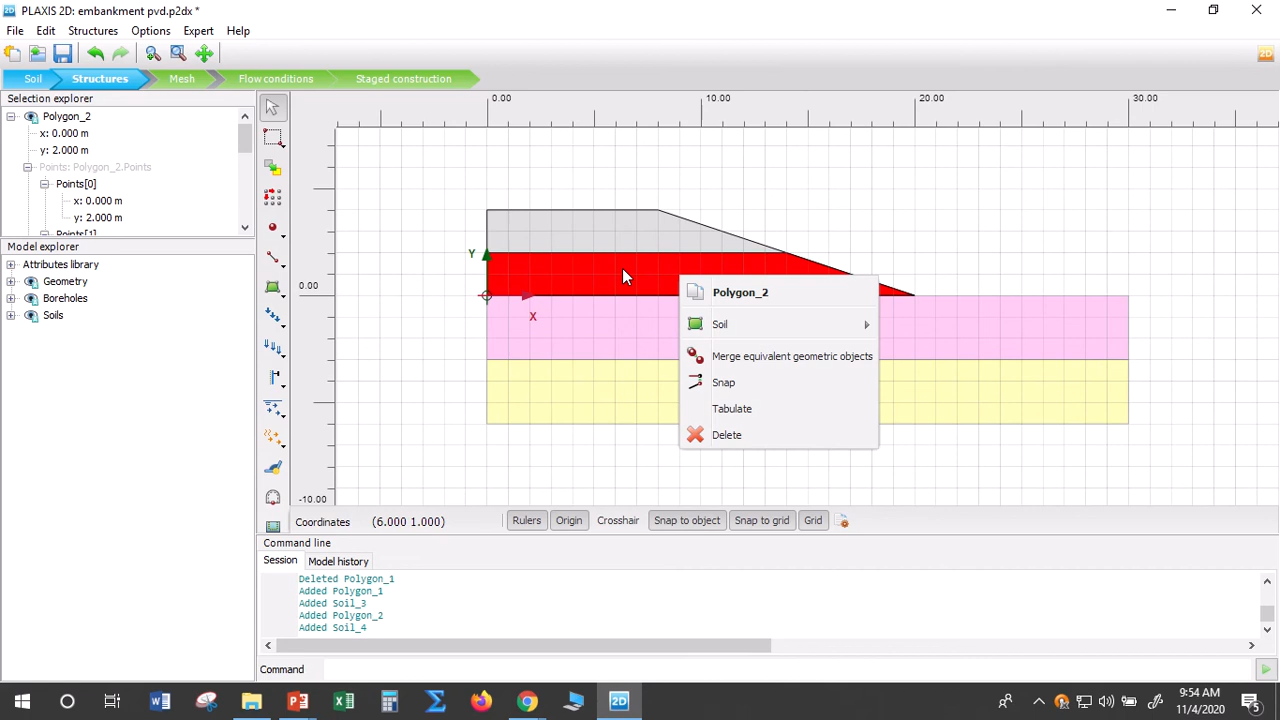 PLAXIS 2D: embankment pvd.p2dx *
File Edit Structures Options Expert Help
2D
Soil Structures Mesh Flow conditions Staged construction
Selection explorer
Polygon_2
x: 0.000 m
y: 2.000 m
Points: Polygon_2.Points
Points[0]
x: 0.000 m
y: 2.000 m
Points[1]
Model explorer
Attributes library
Geometry
Boreholes
Soils
0.00 10.00 20.00 30.00
Y
0.00
X
-10.00
Polygon_2
Soil
Merge equivalent geometric objects
Snap
Tabulate
Delete
Coordinates (6.000 1.000) Rulers Origin Crosshair Snap to object Snap to grid Grid
Command line
Session Model history
Deleted Polygon_1
Added Polygon_1
Added Soil_3
Added Polygon_2
Added Soil_4
Command
9:54 AM
11/4/2020
5